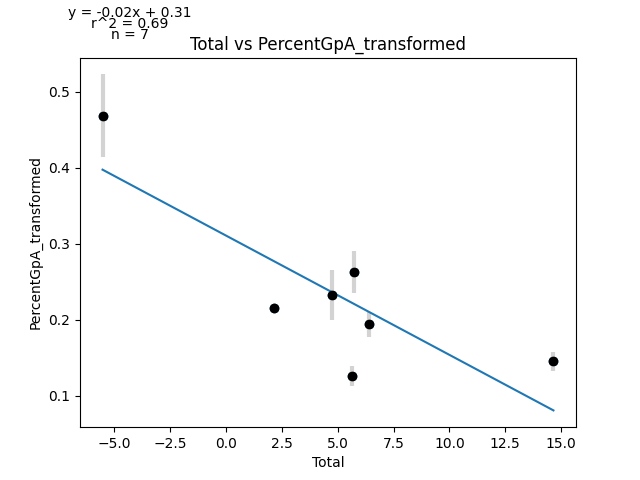 y = -0.02x + 0.31
r^2 = 0.69
n = 7
Total vs PercentGpA_transformed
PercentGpA_transformed
0.5
0.4
0.3
0.2
0.1
−5.0 −2.5 0.0 2.5 5.0 7.5 10.0 12.5 15.0
Total